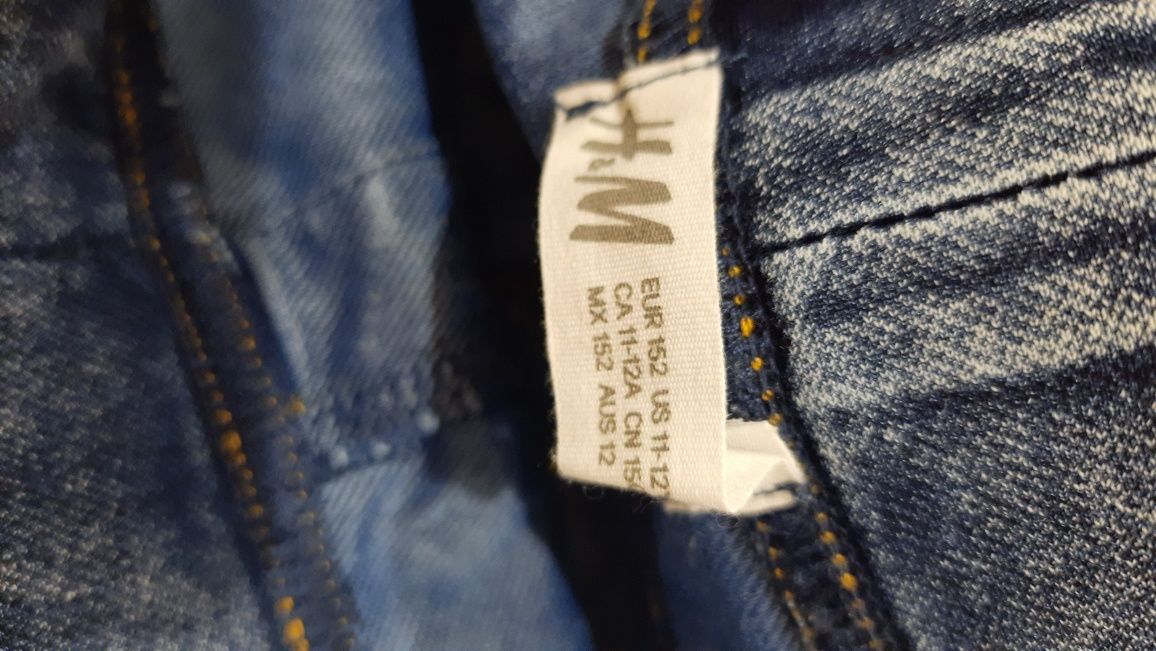 H&M
EUR 152 US 11-12
CA 11-12A CN
MX 152 AUS 12